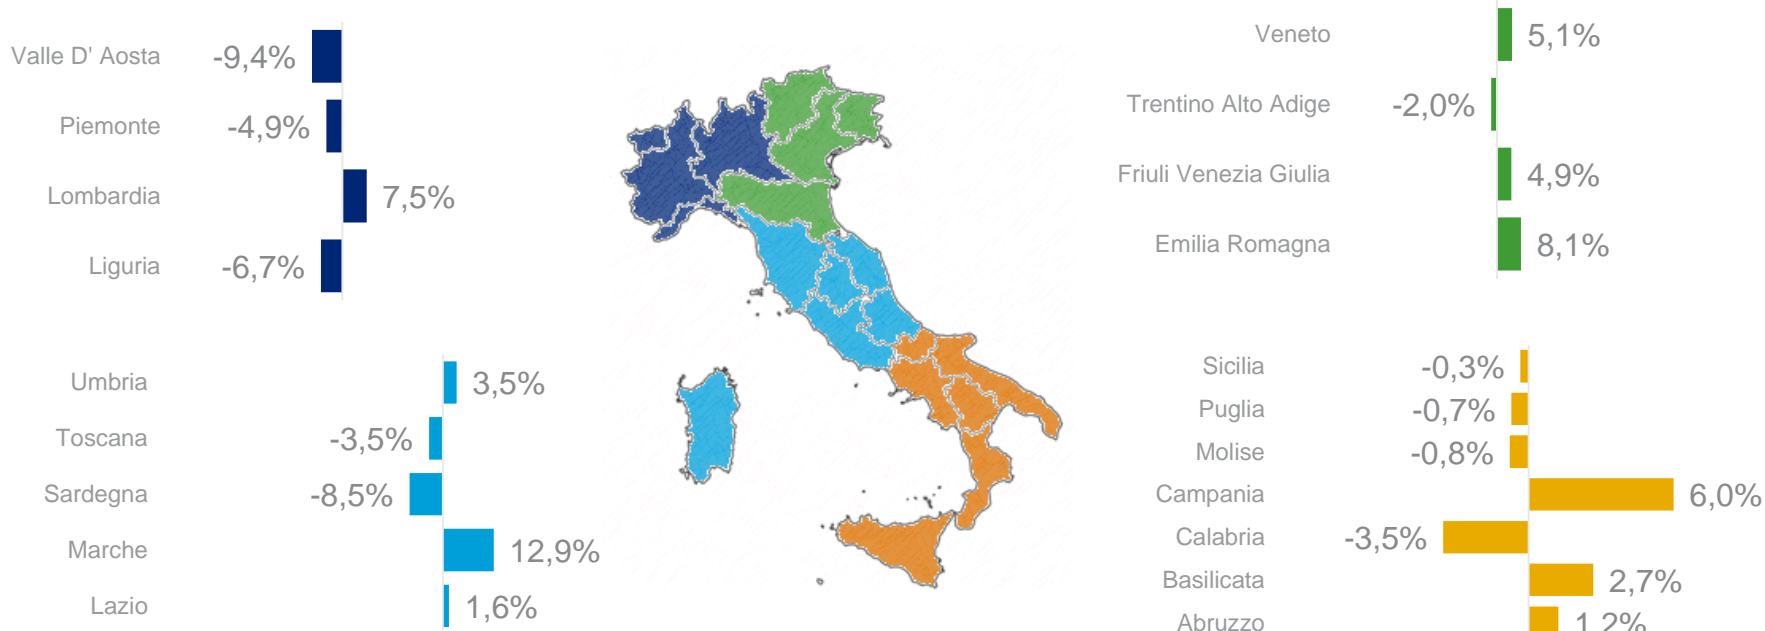 Valle D' Aosta -9,4%
Piemonte -4,9%
Lombardia 7,5%
Liguria -6,7%
Umbria 3,5%
Toscana -3,5%
Sardegna -8,5%
Marche 12,9%
Lazio 1,6%
Veneto 5,1%
Trentino Alto Adige -2,0%
Friuli Venezia Giulia 4,9%
Emilia Romagna 8,1%
Sicilia -0,3%
Puglia -0,7%
Molise -0,8%
Campania 6,0%
Calabria -3,5%
Basilicata 2,7%
Abruzzo 1,2%